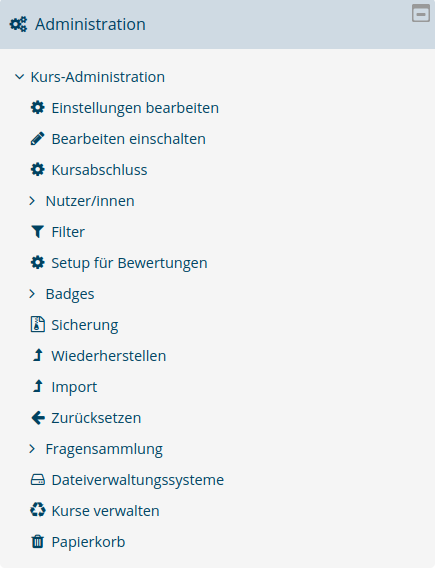 Administration
Kurs-Administration
Einstellungen bearbeiten
Bearbeiten einschalten
Kursabschluss
Nutzer/innen
Filter
Setup für Bewertungen
Badges
Sicherung
Wiederherstellen
Import
Zurücksetzen
Fragensammlung
Dateiverwaltungssysteme
Kurse verwalten
Papierkorb